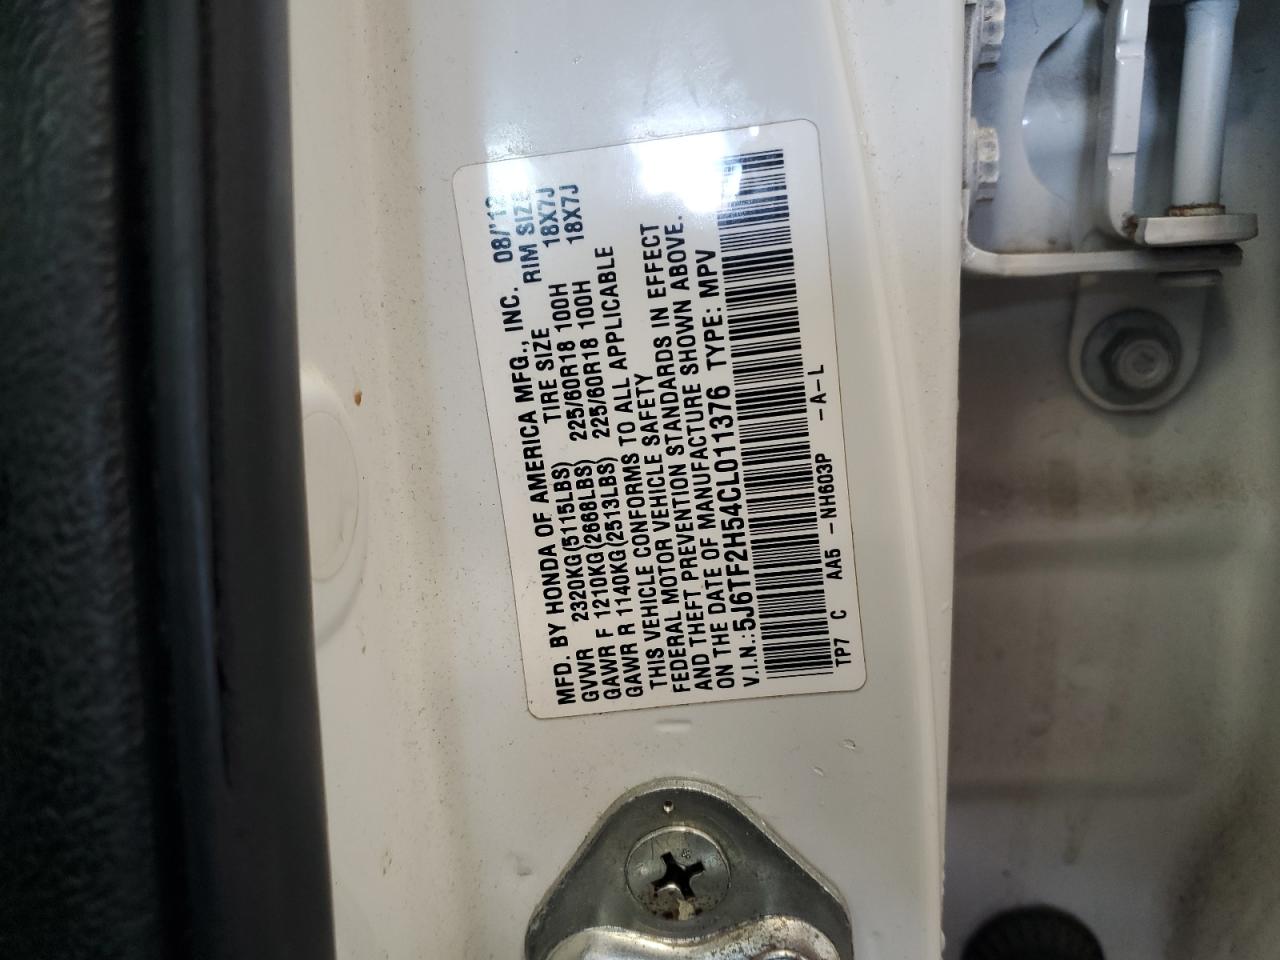 MFD. BY HONDA OF AMERICA MFG., INC. 08/'12
GVWR 2320KG(5115LBS) TIRE SIZE RIM SIZE
GAWR F 1210KG(2668LBS) 225/60R18 100H 18X7J
GAWR R 1140KG(2513LBS) 225/60R18 100H 18X7J
THIS VEHICLE CONFORMS TO ALL APPLICABLE
FEDERAL MOTOR VEHICLE SAFETY
AND THEFT PREVENTION STANDARDS IN EFFECT
ON THE DATE OF MANUFACTURE SHOWN ABOVE.
V.I.N.:5J6TF2H54CL011376 TYPE: MPV
TP7 C AA5 -NH603P -A-L